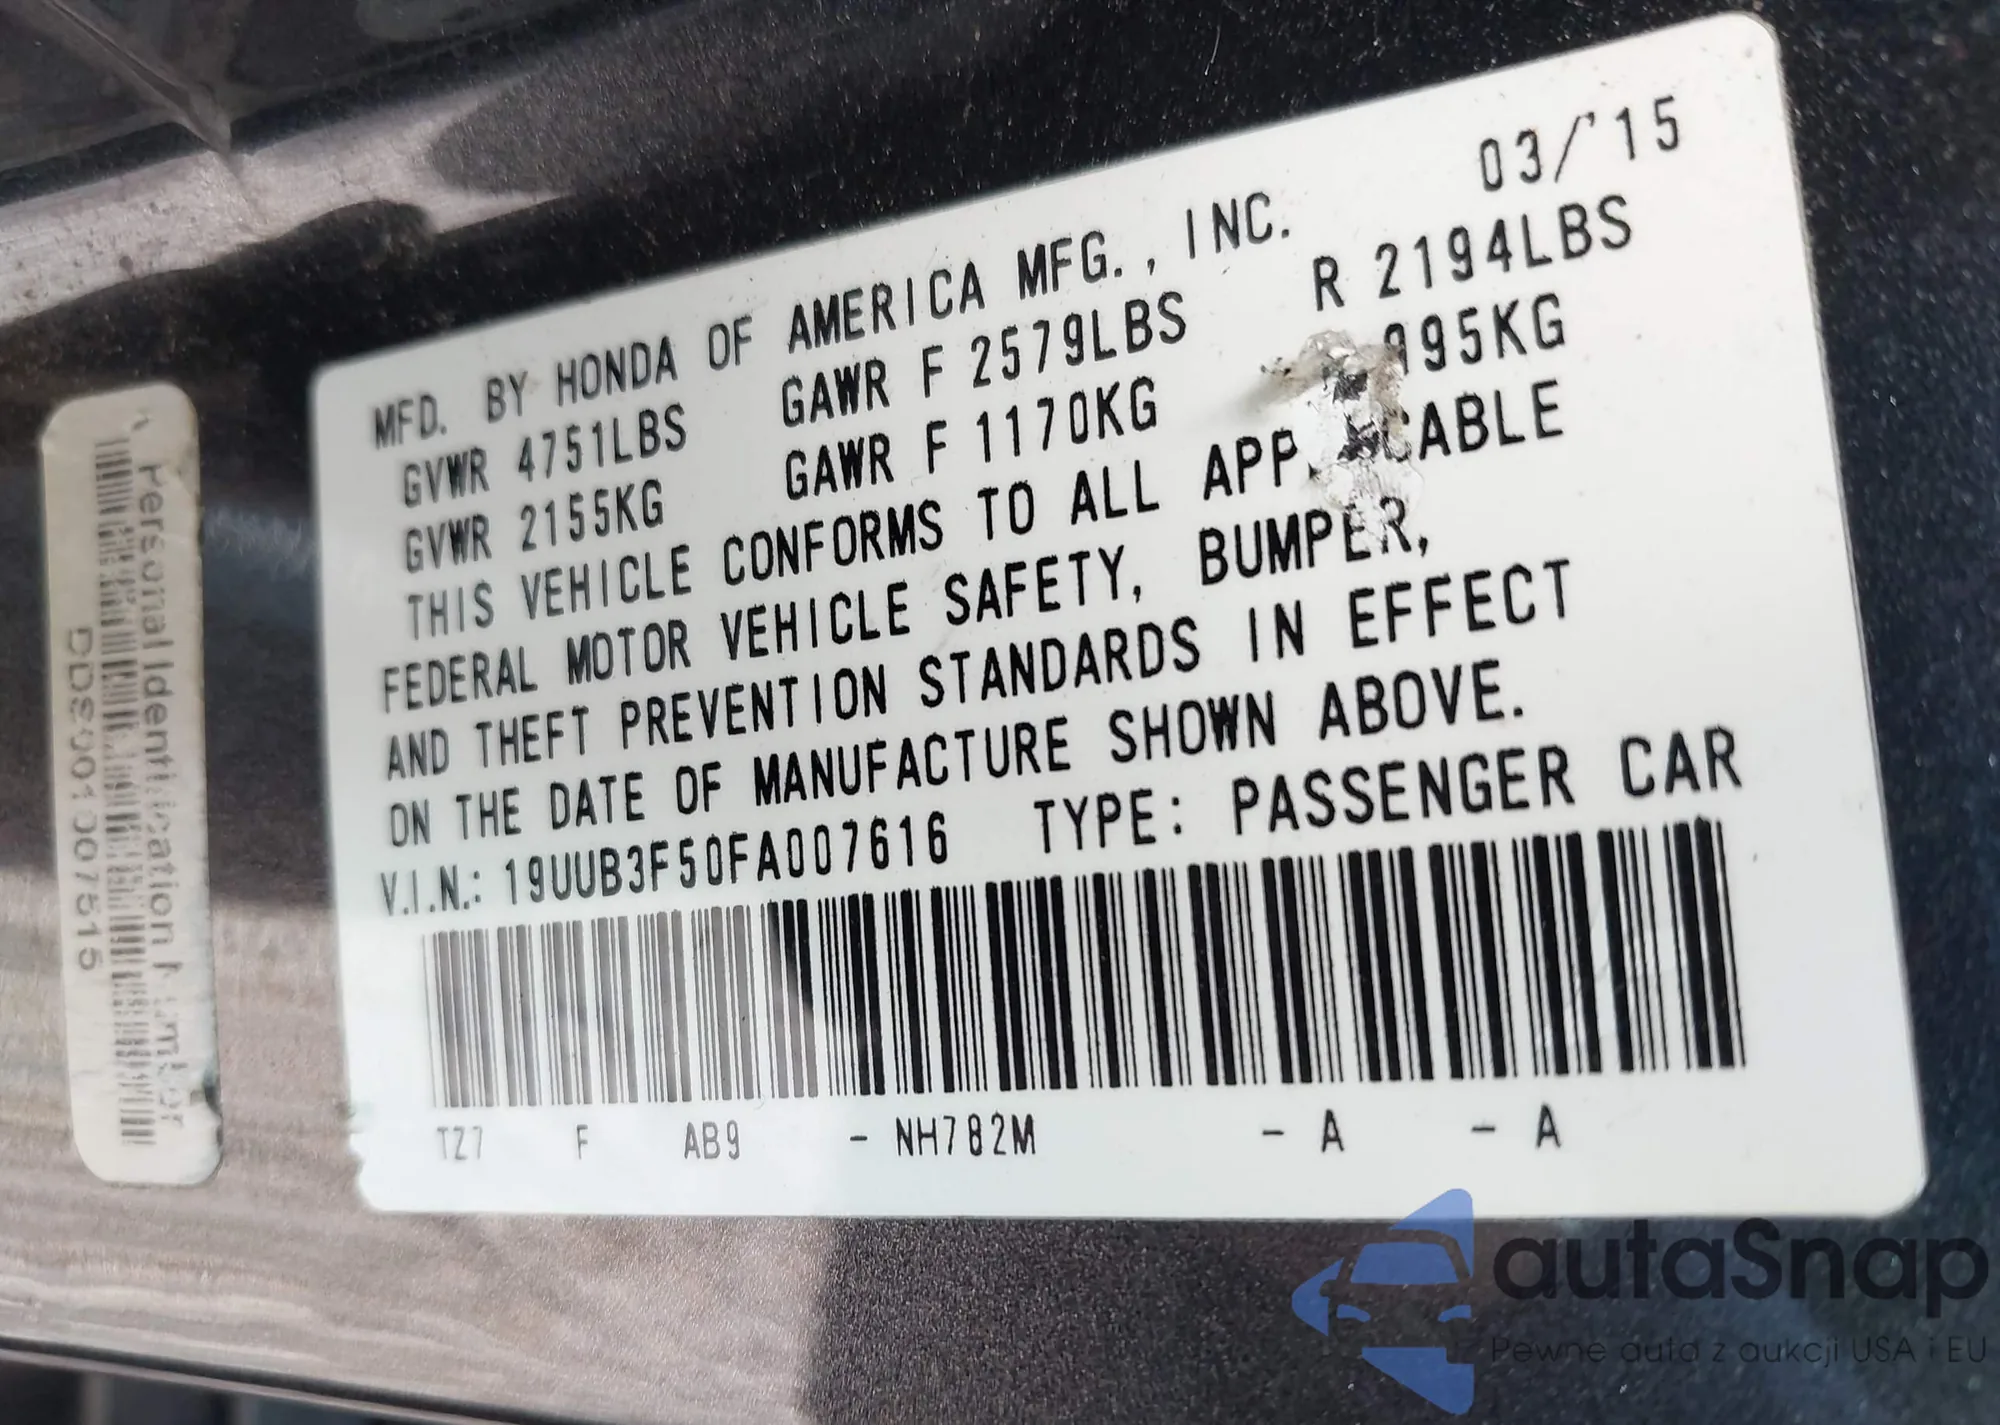 03/'15
MFD. BY HONDA OF AMERICA MFG., INC.
GVWR 4751LBS GAWR F 2579LBS R 2194LBS
GVWR 2155KG GAWR F 1170KG 995KG
THIS VEHICLE CONFORMS TO ALL APPLICABLE
FEDERAL MOTOR VEHICLE SAFETY, BUMPER,
AND THEFT PREVENTION STANDARDS IN EFFECT
ON THE DATE OF MANUFACTURE SHOWN ABOVE.
V.I.N.: 19UUB3F50FA007616 TYPE: PASSENGER CAR
TZ7 F AB9 - NH782M - A - A
Personal Identification Number
autaSnap
Pewne auta z aukcji USA i EU